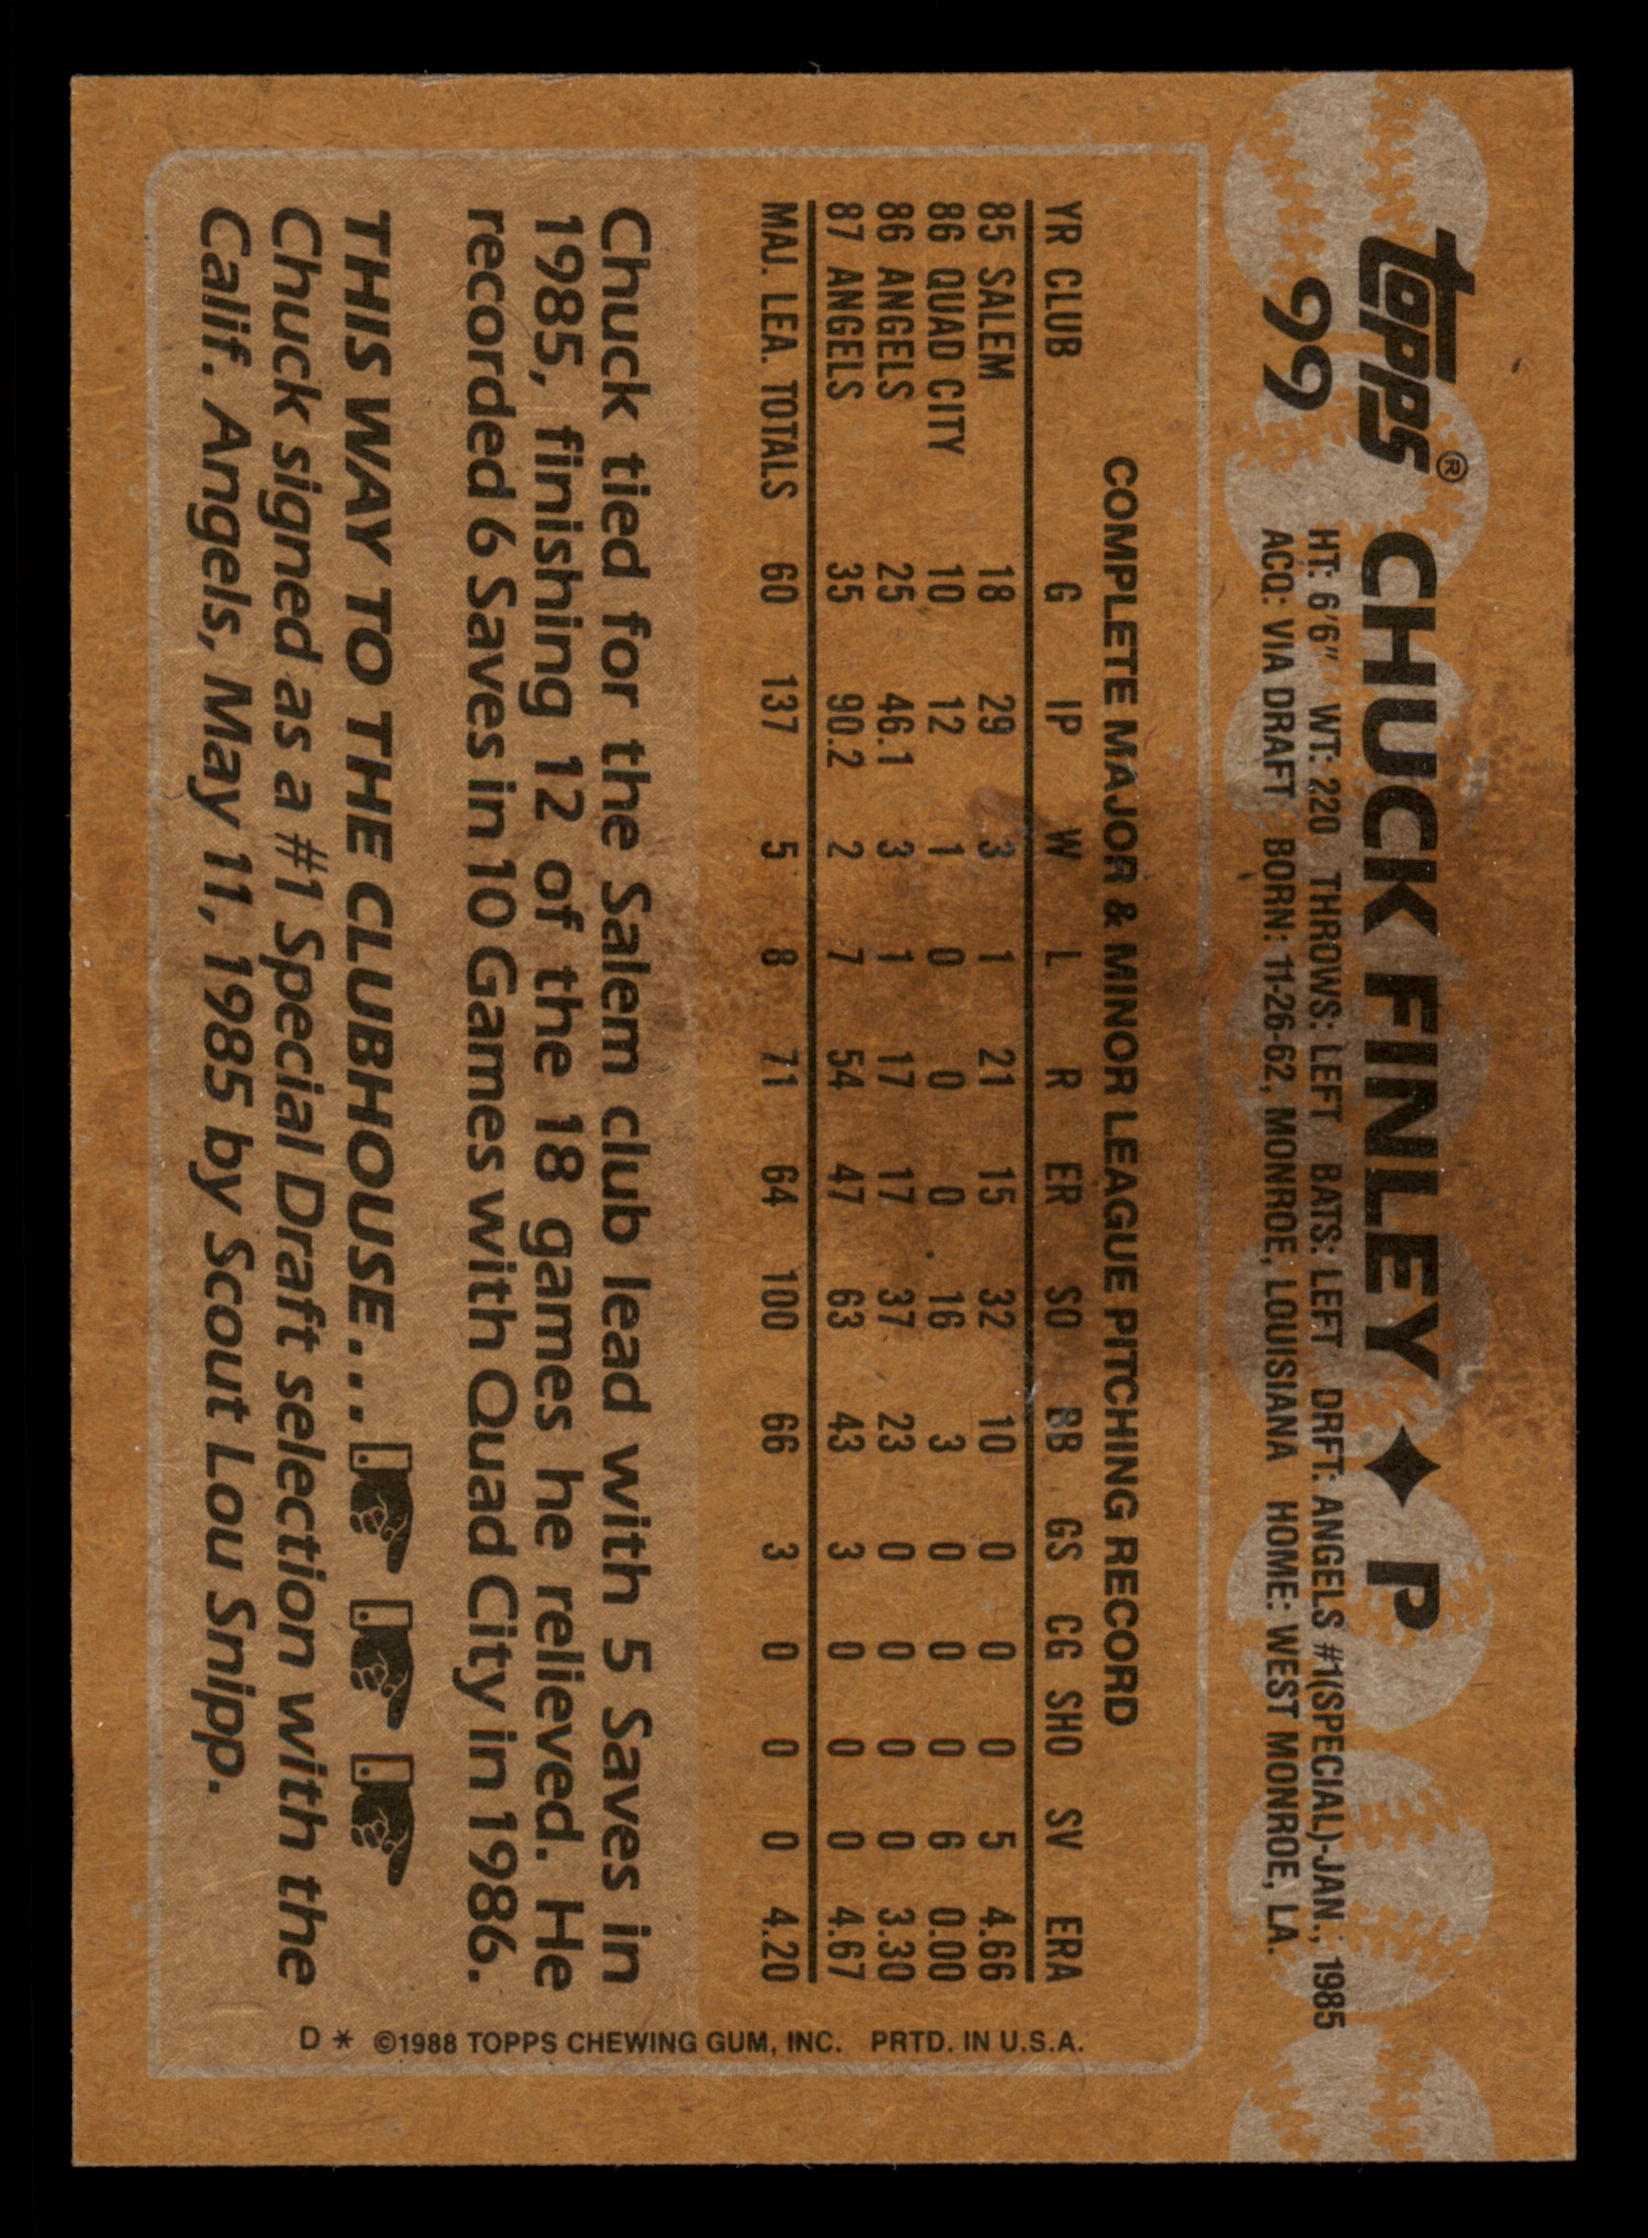 topps® CHUCK FINLEY ✦ P
99
HT: 6'6" WT: 220 THROWS: LEFT BATS: LEFT DRFT: ANGELS #1(SPECIAL)-JAN., 1985
ACQ: VIA DRAFT BORN: 11-26-62, MONROE, LOUISIANA HOME: WEST MONROE, LA.
COMPLETE MAJOR & MINOR LEAGUE PITCHING RECORD
YR CLUB G IP W L R ER SO BB GS CG SHO SV ERA
85 SALEM 18 29 3 1 21 15 32 10 0 0 0 5 4.66
86 QUAD CITY 10 12 1 0 0 0 16 3 0 0 0 6 0.00
86 ANGELS 25 46.1 3 1 17 17 37 23 0 0 0 0 3.30
87 ANGELS 35 90.2 2 7 54 47 63 43 3 0 0 0 4.67
MAJ. LEA. TOTALS 60 137 5 8 71 64 100 66 3 0 0 0 4.20
Chuck tied for the Salem club lead with 5 Saves in
1985, finishing 12 of the 18 games he relieved. He
recorded 6 Saves in 10 Games with Quad City in 1986.
THIS WAY TO THE CLUBHOUSE...
Chuck signed as a #1 Special Draft selection with the
Calif. Angels, May 11, 1985 by Scout Lou Snipp.
D * ©1988 TOPPS CHEWING GUM, INC. PRTD. IN U.S.A.